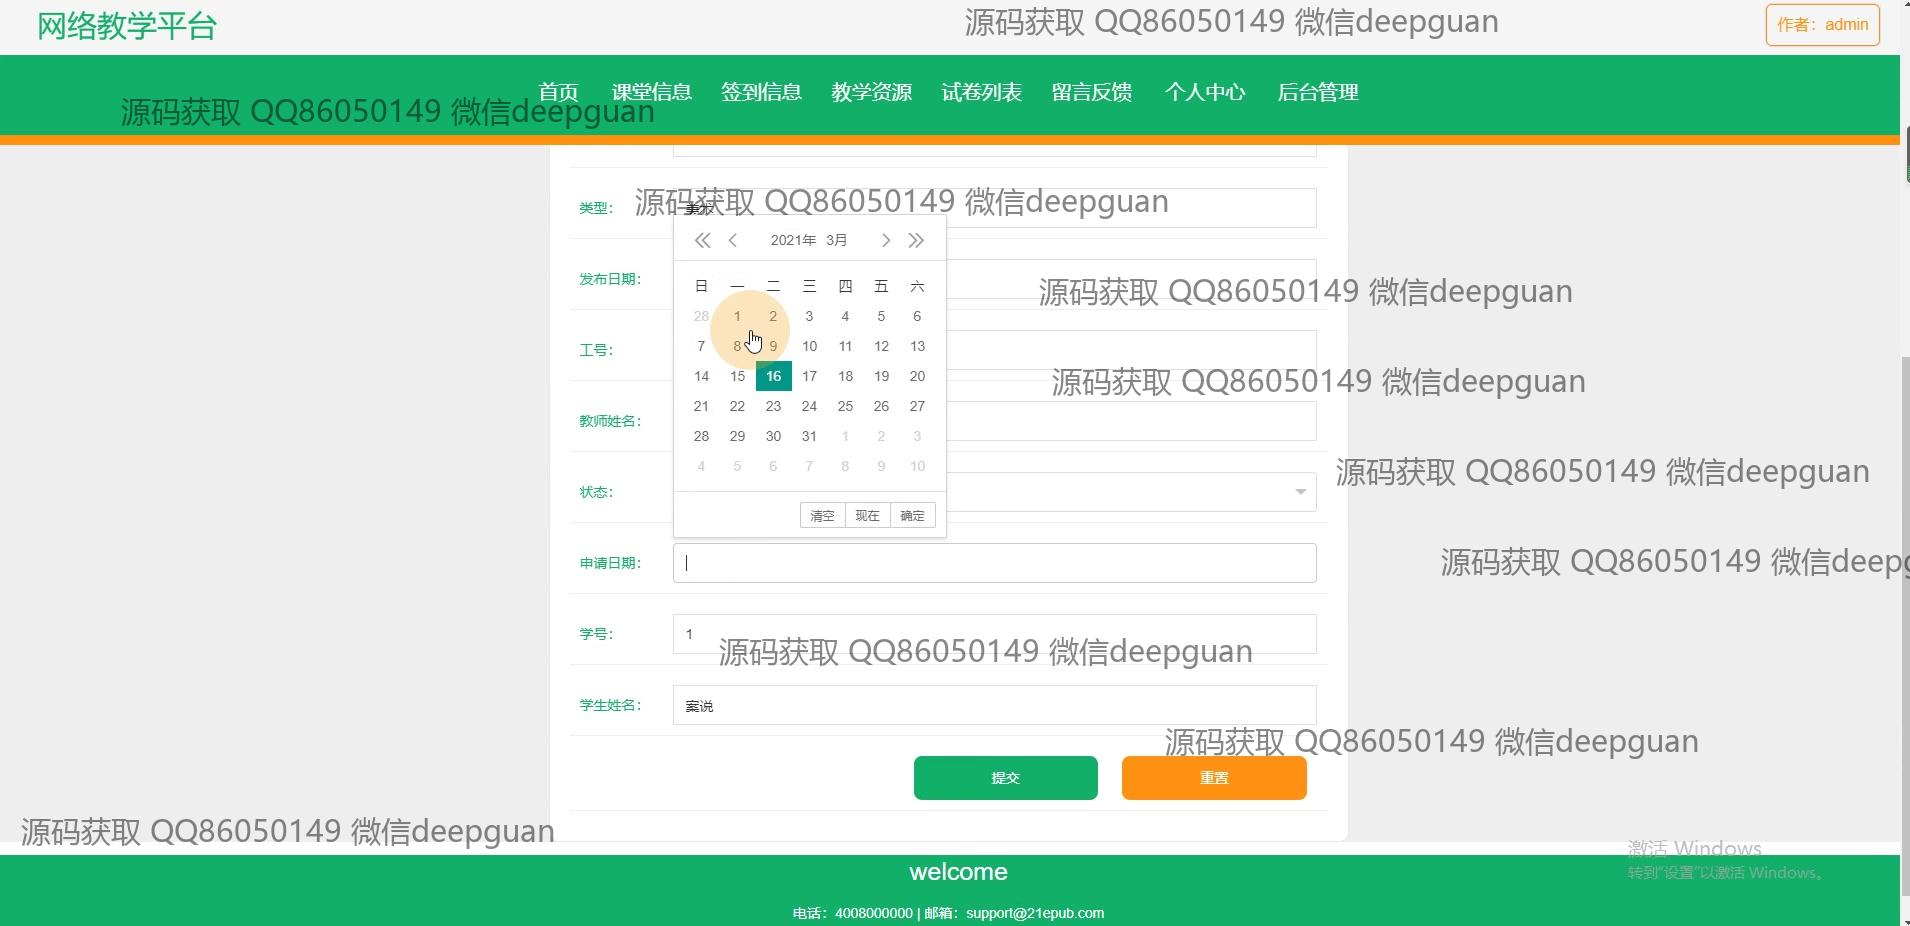 网络教学平台
源码获取 QQ86050149 微信deepguan
作者：admin
首页 课堂信息 签到信息 教学资源 试卷列表 留言反馈 个人中心 后台管理
源码获取 QQ86050149 微信deepguan
类型：
源码获取 QQ86050149 微信deepguan
2021年 3月
日 一 二 三 四 五 六
发布日期：
源码获取 QQ86050149 微信deepguan
28 1 2 3 4 5 6
7 8 9 10 11 12 13
工号：
14 15 16 17 18 19 20
源码获取 QQ86050149 微信deepguan
21 22 23 24 25 26 27
教师姓名：
28 29 30 31 1 2 3
4 5 6 7 8 9 10
源码获取 QQ86050149 微信deepguan
状态：
清空 现在 确定
申请日期：
源码获取 QQ86050149 微信deepg
学号： 1
源码获取 QQ86050149 微信deepguan
学生姓名： 案说
源码获取 QQ86050149 微信deepguan
提交 重置
源码获取 QQ86050149 微信deepguan
激活 Windows
转到"设置"以激活 Windows。
welcome
电话：4008000000 | 邮箱：support@21epub.com